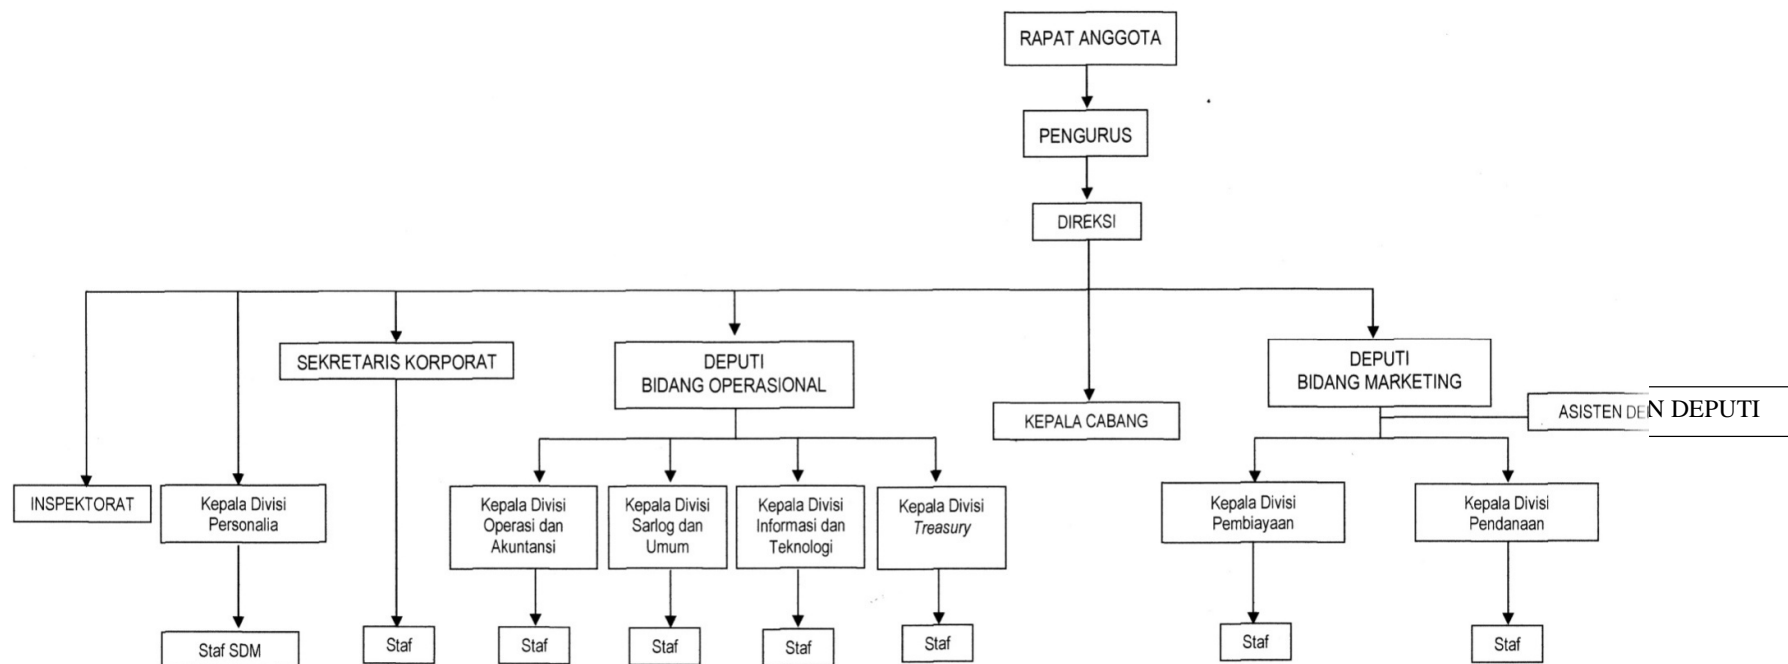 RAPAT ANGGOTA
PENGURUS
DIREKSI
SEKRETARIS KORPORAT
DEPUTI
BIDANG OPERASIONAL
KEPALA CABANG
DEPUTI
BIDANG MARKETING
ASISTEN DE
N DEPUTI
INSPEKTORAT
Kepala Divisi
Personalia
Kepala Divisi
Operasi dan
Akuntansi
Kepala Divisi
Sarlog dan
Umum
Kepala Divisi
Informasi dan
Teknologi
Kepala Divisi
Treasury
Kepala Divisi
Pembiayaan
Kepala Divisi
Pendanaan
Staf SDM
Staf
Staf
Staf
Staf
Staf
Staf
Staf